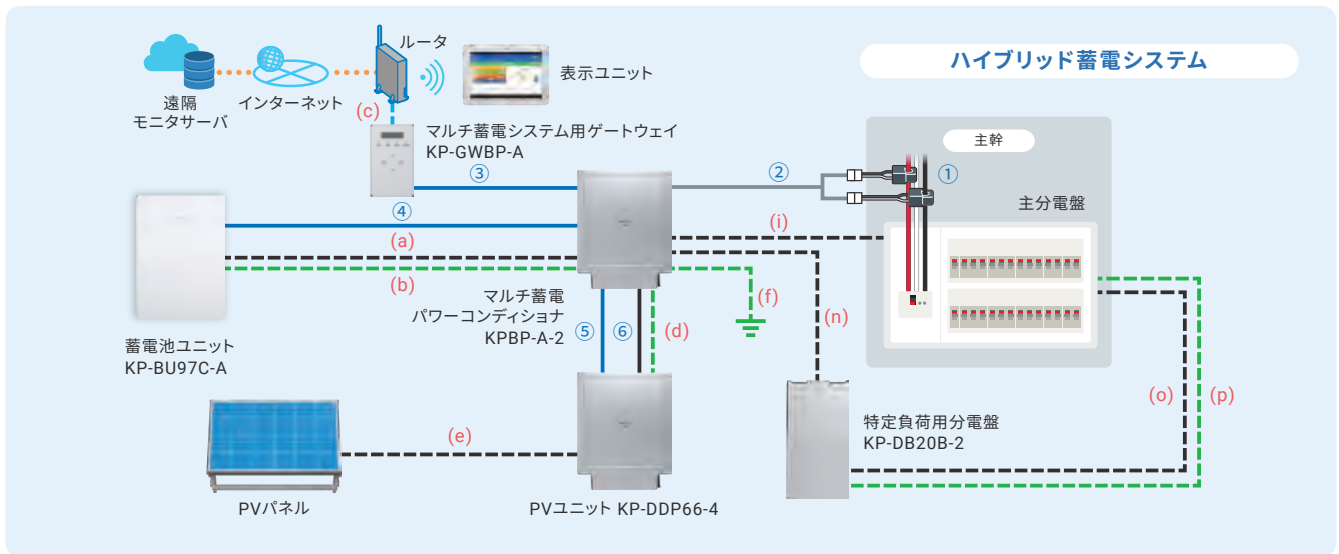 ハイブリッド蓄電システム
ルータ
表示ユニット
遠隔
モニタサーバ
インターネット
(c)
マルチ蓄電システム用ゲートウェイ
KP-GWBP-A
主幹
③
②
①
主分電盤
④
(a)
(i)
(b)
(f)
マルチ蓄電
パワーコンディショナ
KPBP-A-2
⑤
⑥
(d)
(n)
蓄電池ユニット
KP-BU97C-A
(o)
(p)
(e)
特定負荷用分電盤
KP-DB20B-2
PVパネル
PVユニット KP-DDP66-4